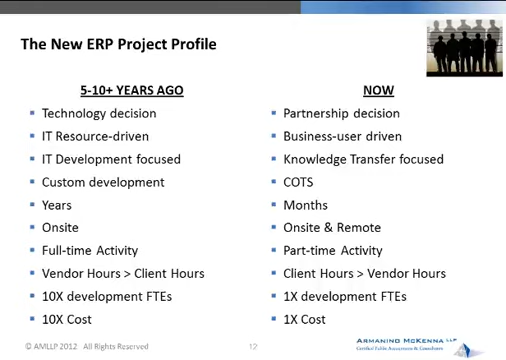 The New ERP Project Profile
5-10+ YEARS AGO
Technology decision
IT Resource-driven
IT Development focused
Custom development
Years
Onsite
Full-time Activity
Vendor Hours > Client Hours
10X development FTEs
10X Cost
NOW
Partnership decision
Business-user driven
Knowledge Transfer focused
COTS
Months
Onsite & Remote
Part-time Activity
Client Hours > Vendor Hours
1X development FTEs
1X Cost
© AMLLP 2012 All Rights Reserved
12
ARMANINO MCKENNA LLP
Certified Public Accountants & Consultants